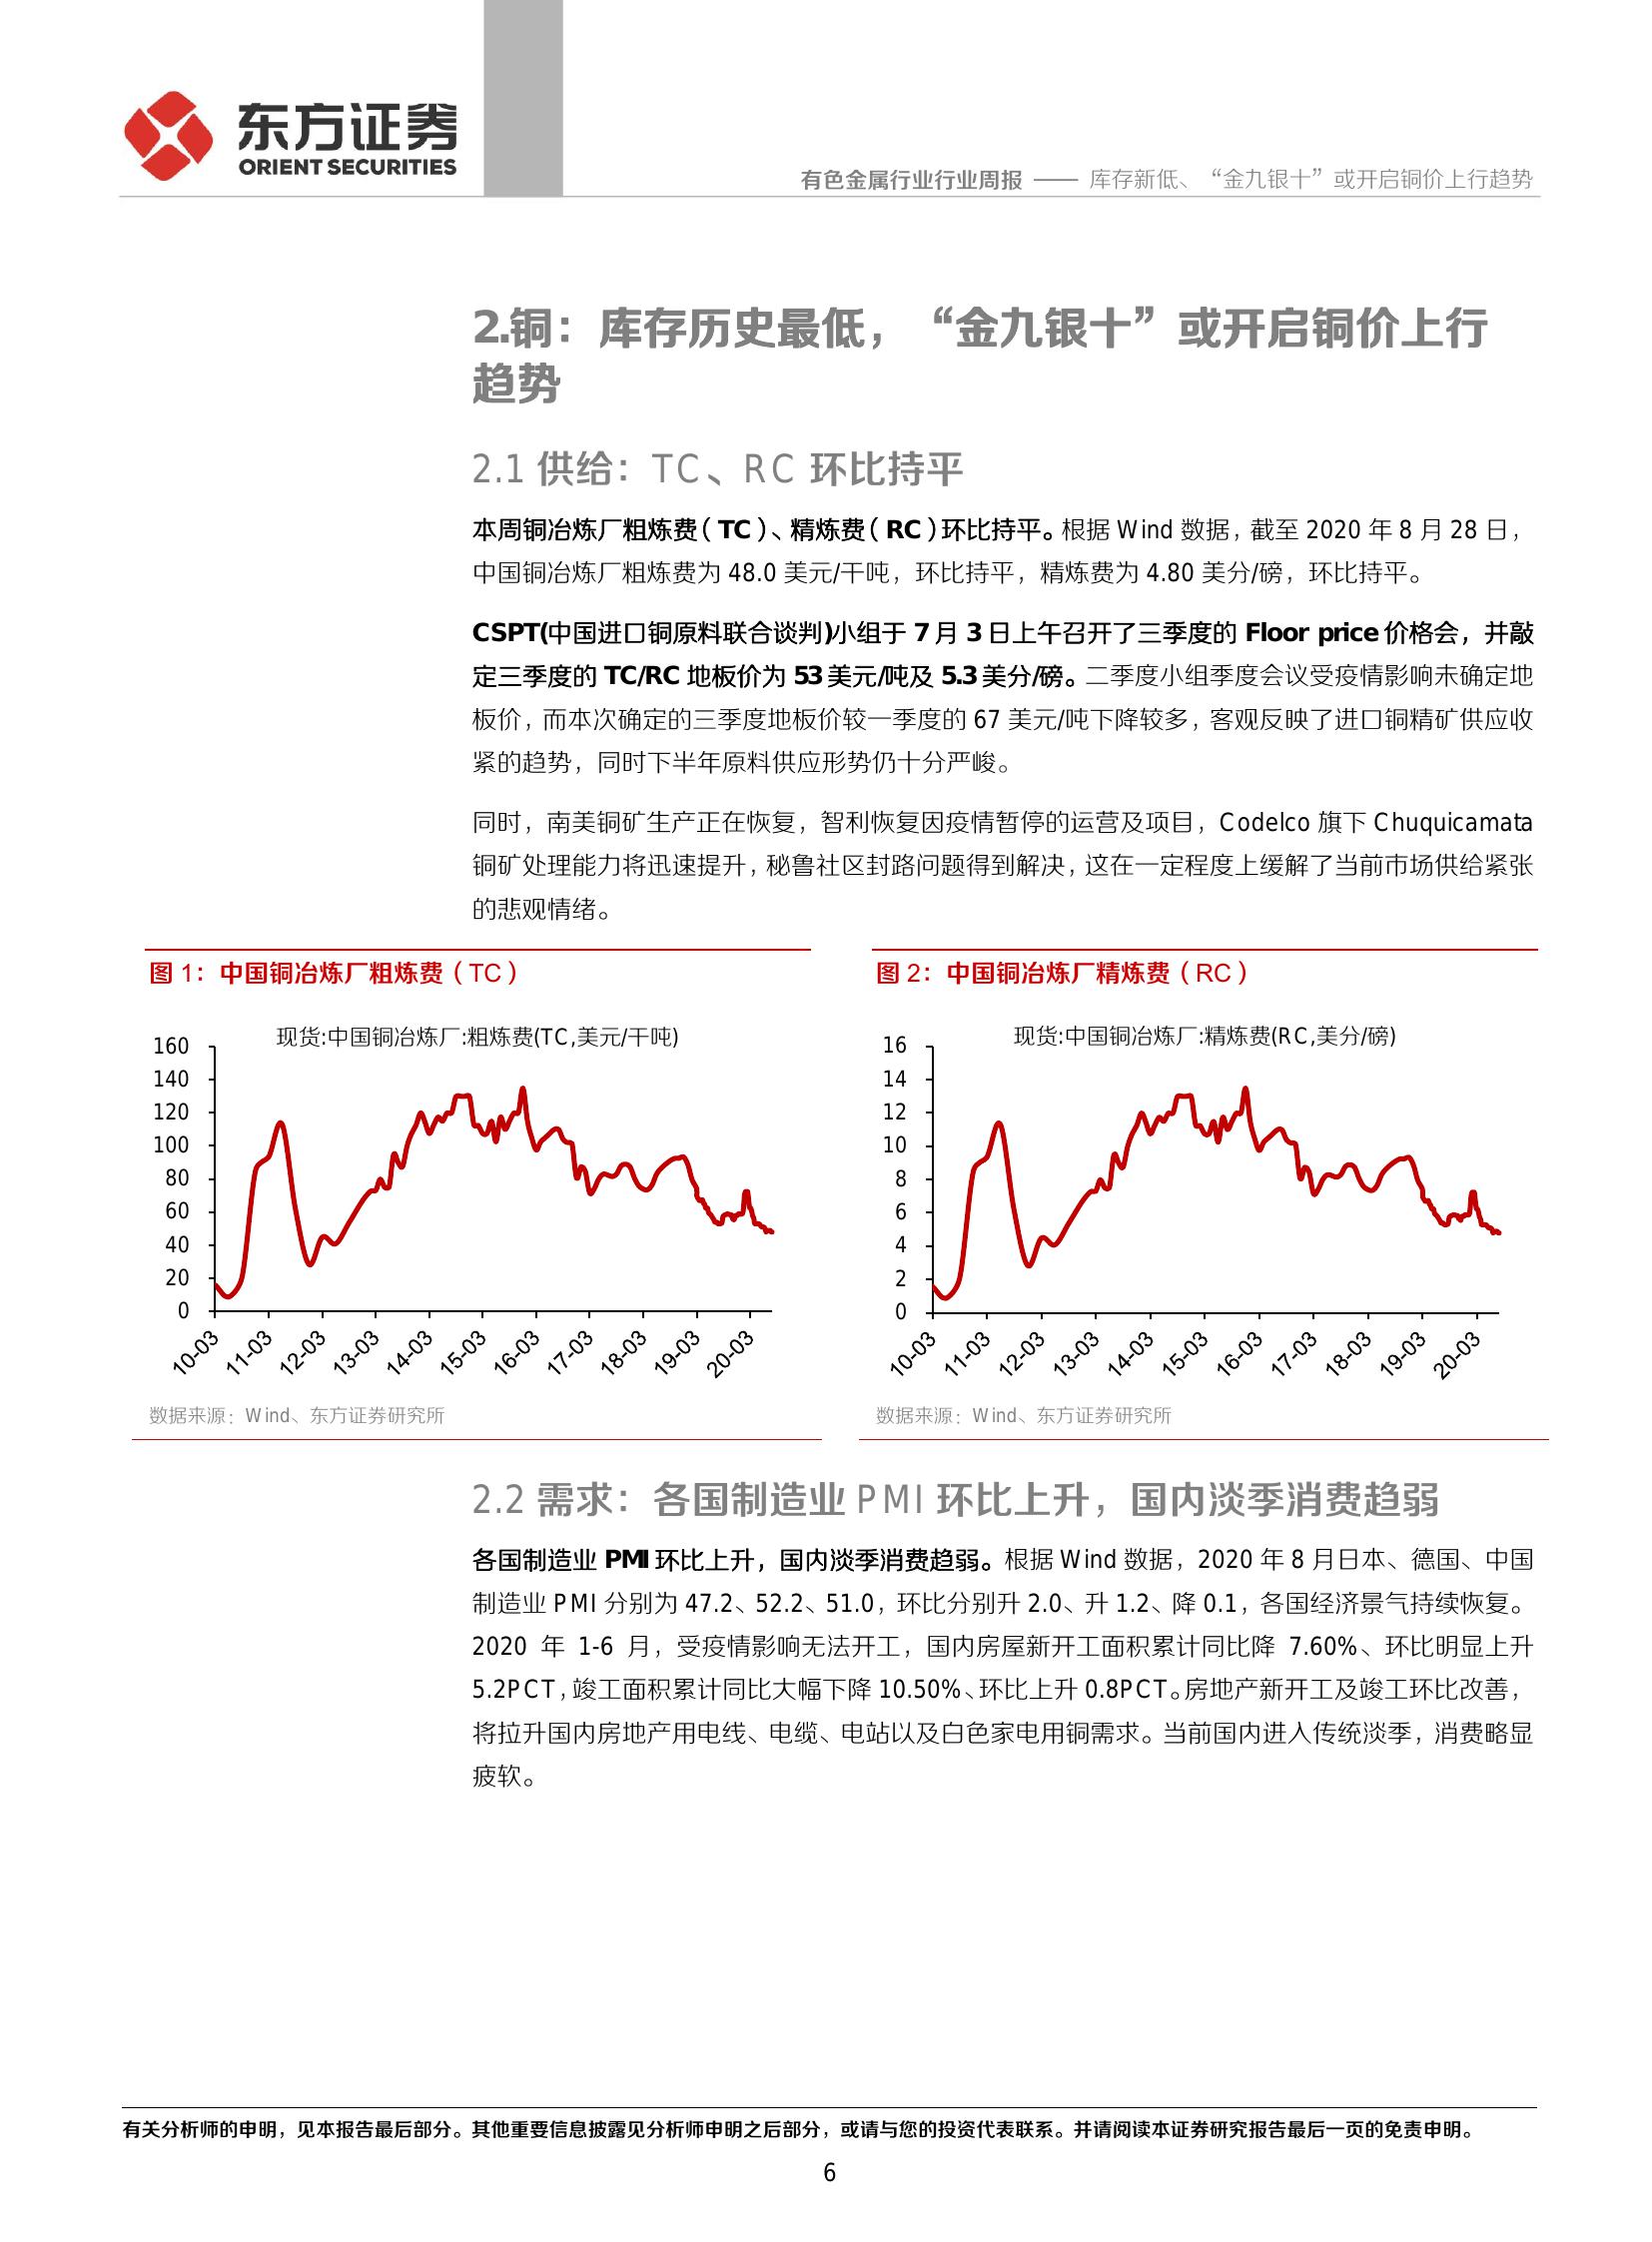 东方证券
ORIENT SECURITIES
有色金属行业行业周报 —— 库存新低、“金九银十”或开启铜价上行趋势
2.铜：库存历史最低，“金九银十”或开启铜价上行
趋势
2.1 供给：TC、RC 环比持平
本周铜冶炼厂粗炼费（TC）、精炼费（RC）环比持平。根据 Wind 数据，截至 2020 年 8 月 28 日，
中国铜冶炼厂粗炼费为 48.0 美元/干吨，环比持平，精炼费为 4.80 美分/磅，环比持平。
CSPT(中国进口铜原料联合谈判)小组于 7 月 3 日上午召开了三季度的 Floor price 价格会，并敲
定三季度的 TC/RC 地板价为 53 美元/吨及 5.3 美分/磅。二季度小组季度会议受疫情影响未确定地
板价，而本次确定的三季度地板价较一季度的 67 美元/吨下降较多，客观反映了进口铜精矿供应收
紧的趋势，同时下半年原料供应形势仍十分严峻。
同时，南美铜矿生产正在恢复，智利恢复因疫情暂停的运营及项目，Codelco 旗下 Chuquicamata
铜矿处理能力将迅速提升，秘鲁社区封路问题得到解决，这在一定程度上缓解了当前市场供给紧张
的悲观情绪。
图 1：中国铜冶炼厂粗炼费（TC）
现货:中国铜冶炼厂:粗炼费(TC,美元/干吨)
160
140
120
100
80
60
40
20
0
10-03 11-03 12-03 13-03 14-03 15-03 16-03 17-03 18-03 19-03 20-03
数据来源：Wind、东方证券研究所
图 2：中国铜冶炼厂精炼费（RC）
现货:中国铜冶炼厂:精炼费(RC,美分/磅)
16
14
12
10
8
6
4
2
0
10-03 11-03 12-03 13-03 14-03 15-03 16-03 17-03 18-03 19-03 20-03
数据来源：Wind、东方证券研究所
2.2 需求：各国制造业 PMI 环比上升，国内淡季消费趋弱
各国制造业 PMI 环比上升，国内淡季消费趋弱。根据 Wind 数据，2020 年 8 月日本、德国、中国
制造业 PMI 分别为 47.2、52.2、51.0，环比分别升 2.0、升 1.2、降 0.1，各国经济景气持续恢复。
2020 年 1-6 月，受疫情影响无法开工，国内房屋新开工面积累计同比降 7.60%、环比明显上升
5.2PCT，竣工面积累计同比大幅下降 10.50%、环比上升 0.8PCT。房地产新开工及竣工环比改善，
将拉升国内房地产用电线、电缆、电站以及白色家电用铜需求。当前国内进入传统淡季，消费略显
疲软。
有关分析师的申明，见本报告最后部分。其他重要信息披露见分析师申明之后部分，或请与您的投资代表联系。并请阅读本证券研究报告最后一页的免责申明。
6